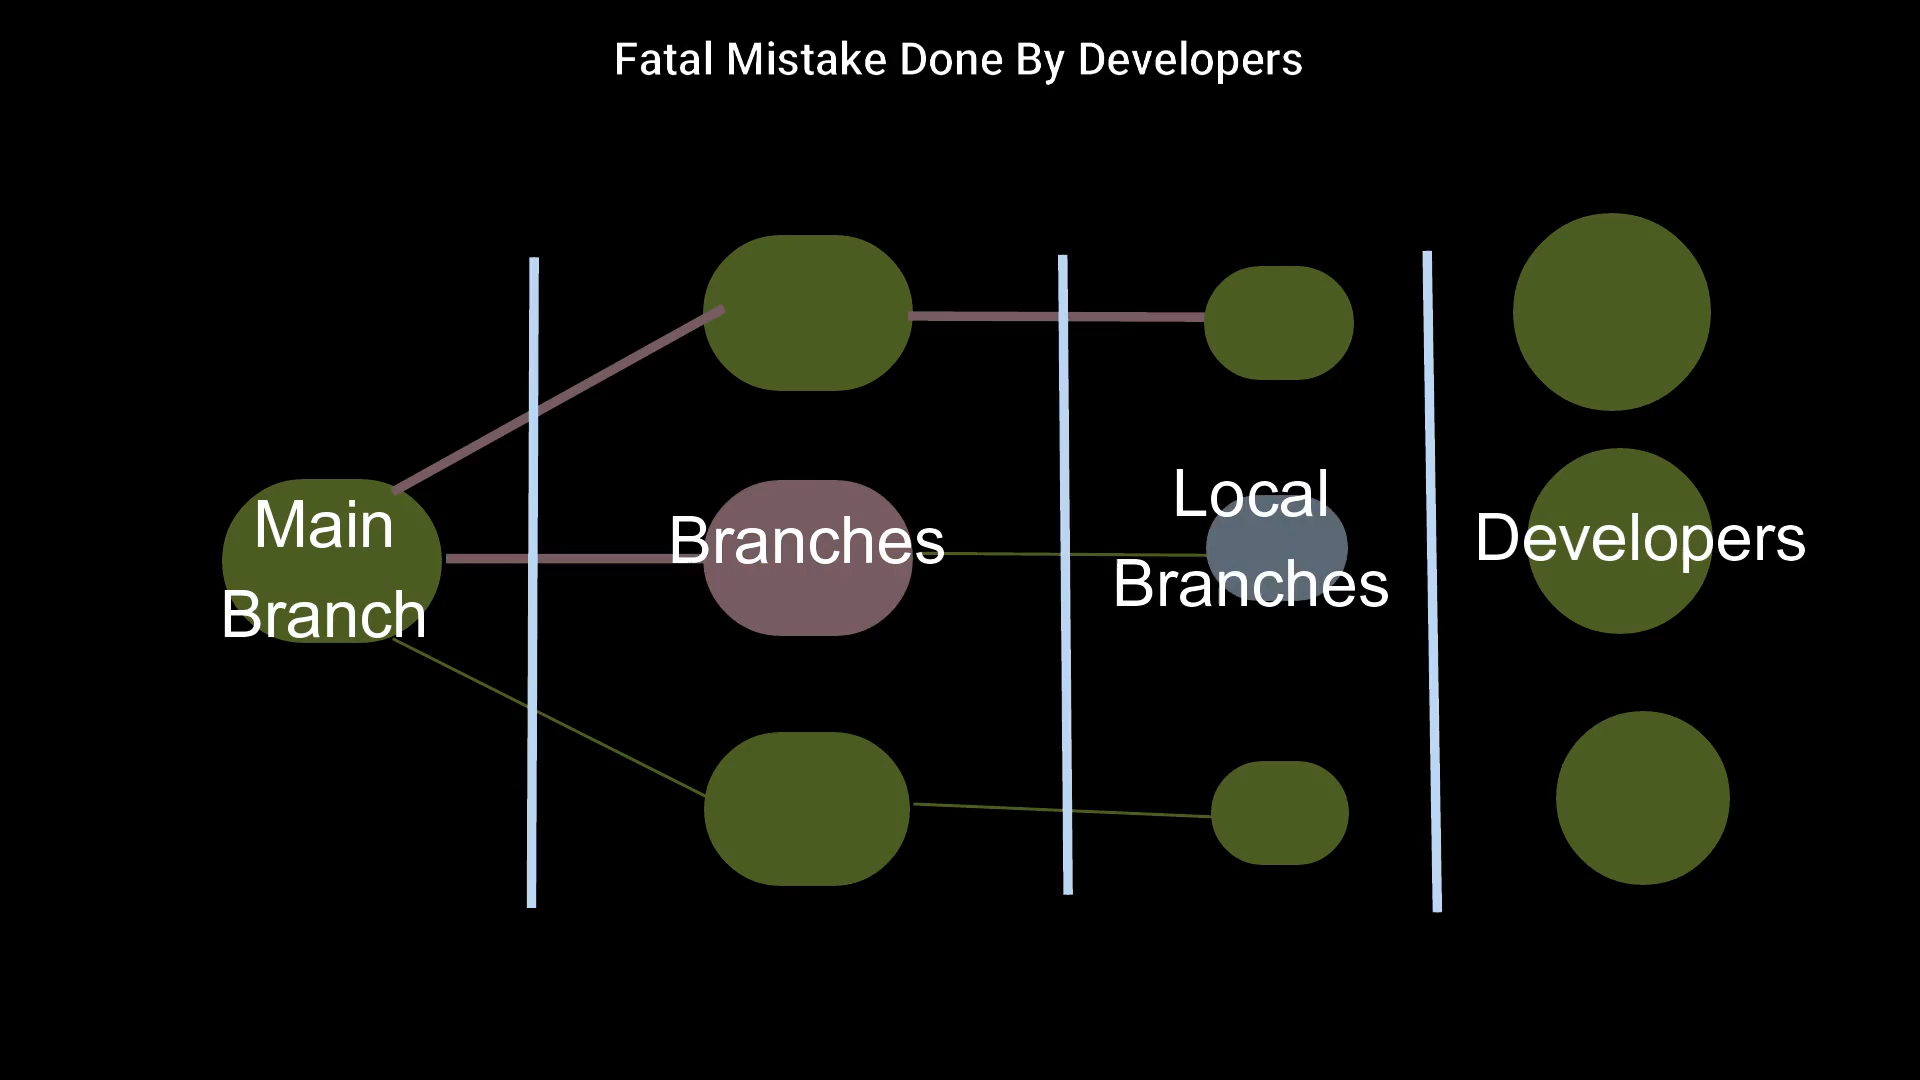 Fatal Mistake Done By Developers
Main
Branch
Branches
Local
Branches
Developers